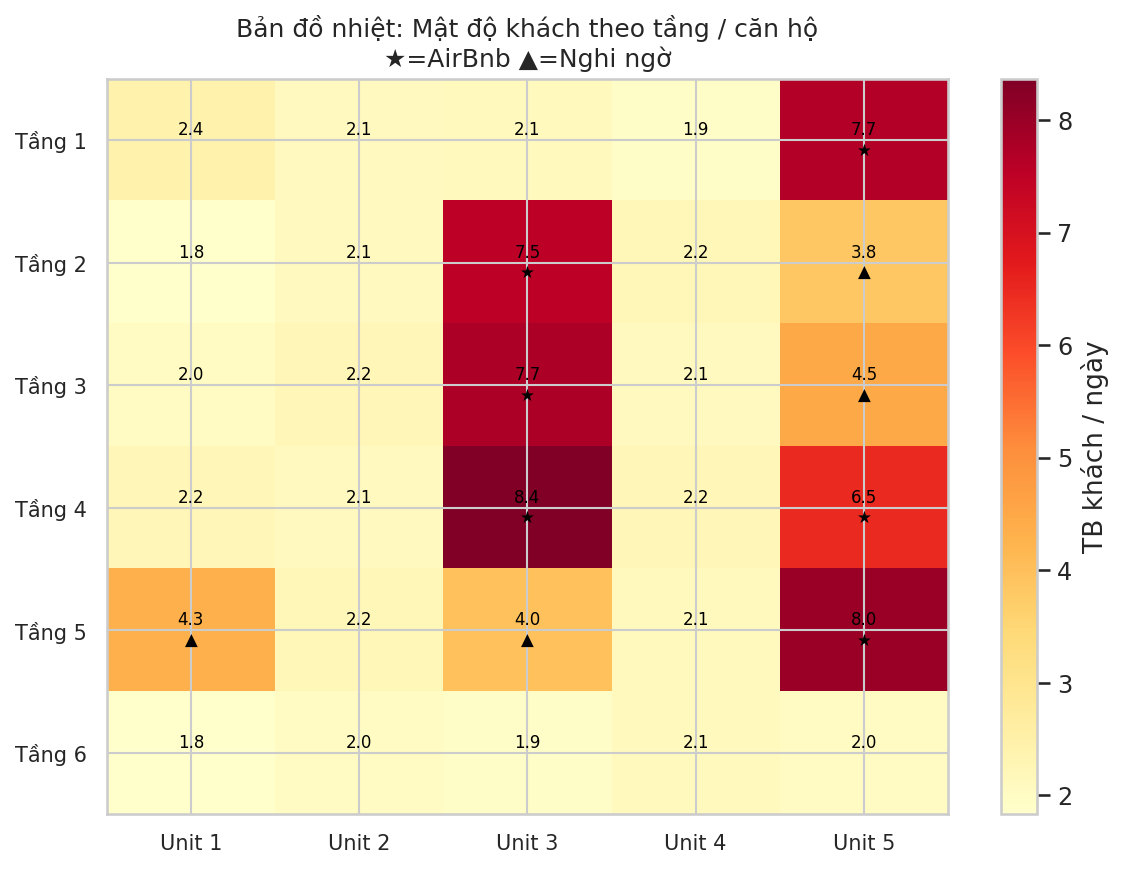 Bản đồ nhiệt: Mật độ khách theo tầng / căn hộ
★=AirBnb ▲=Nghi ngờ
Tầng 1 2.4 2.1 2.1 1.9 7.7
★
Tầng 2 1.8 2.1 7.5 2.2 3.8
★ ▲
Tầng 3 2.0 2.2 7.7 2.1 4.5
★ ▲
Tầng 4 2.2 2.1 8.4 2.2 6.5
★ ★
Tầng 5 4.3 2.2 4.0 2.1 8.0
▲ ▲ ★
Tầng 6 1.8 2.0 1.9 2.1 2.0
Unit 1 Unit 2 Unit 3 Unit 4 Unit 5
8
7
6
5
4
3
2
TB khách / ngày